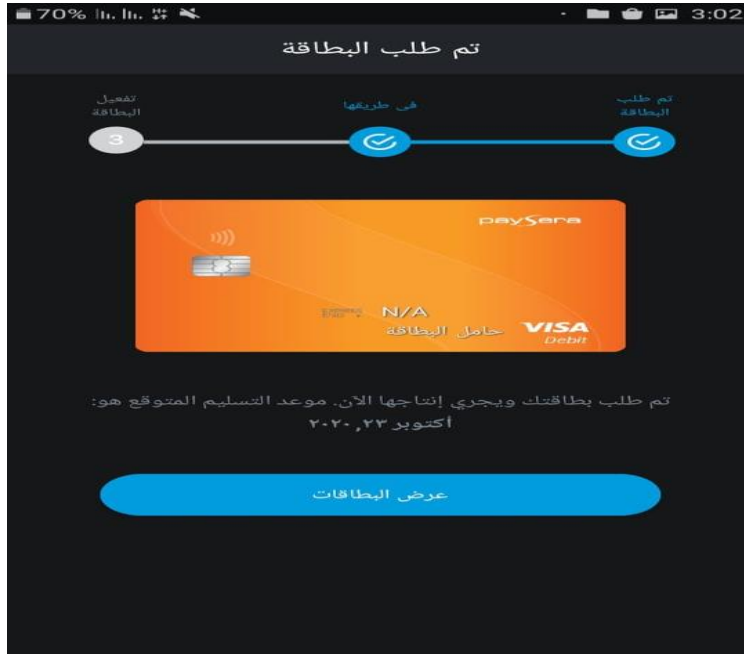 70% 3:02
تم طلب البطاقة
تم طلب
البطاقة
في طريقها
تفعيل
البطاقة
3
paysera
N/A
حامل البطاقة
VISA
Debit
تم طلب بطاقتك ويجري إنتاجها الآن. موعد التسليم المتوقع هو:
أكتوبر ٢٣, ٢٠٢٠
عرض البطاقات